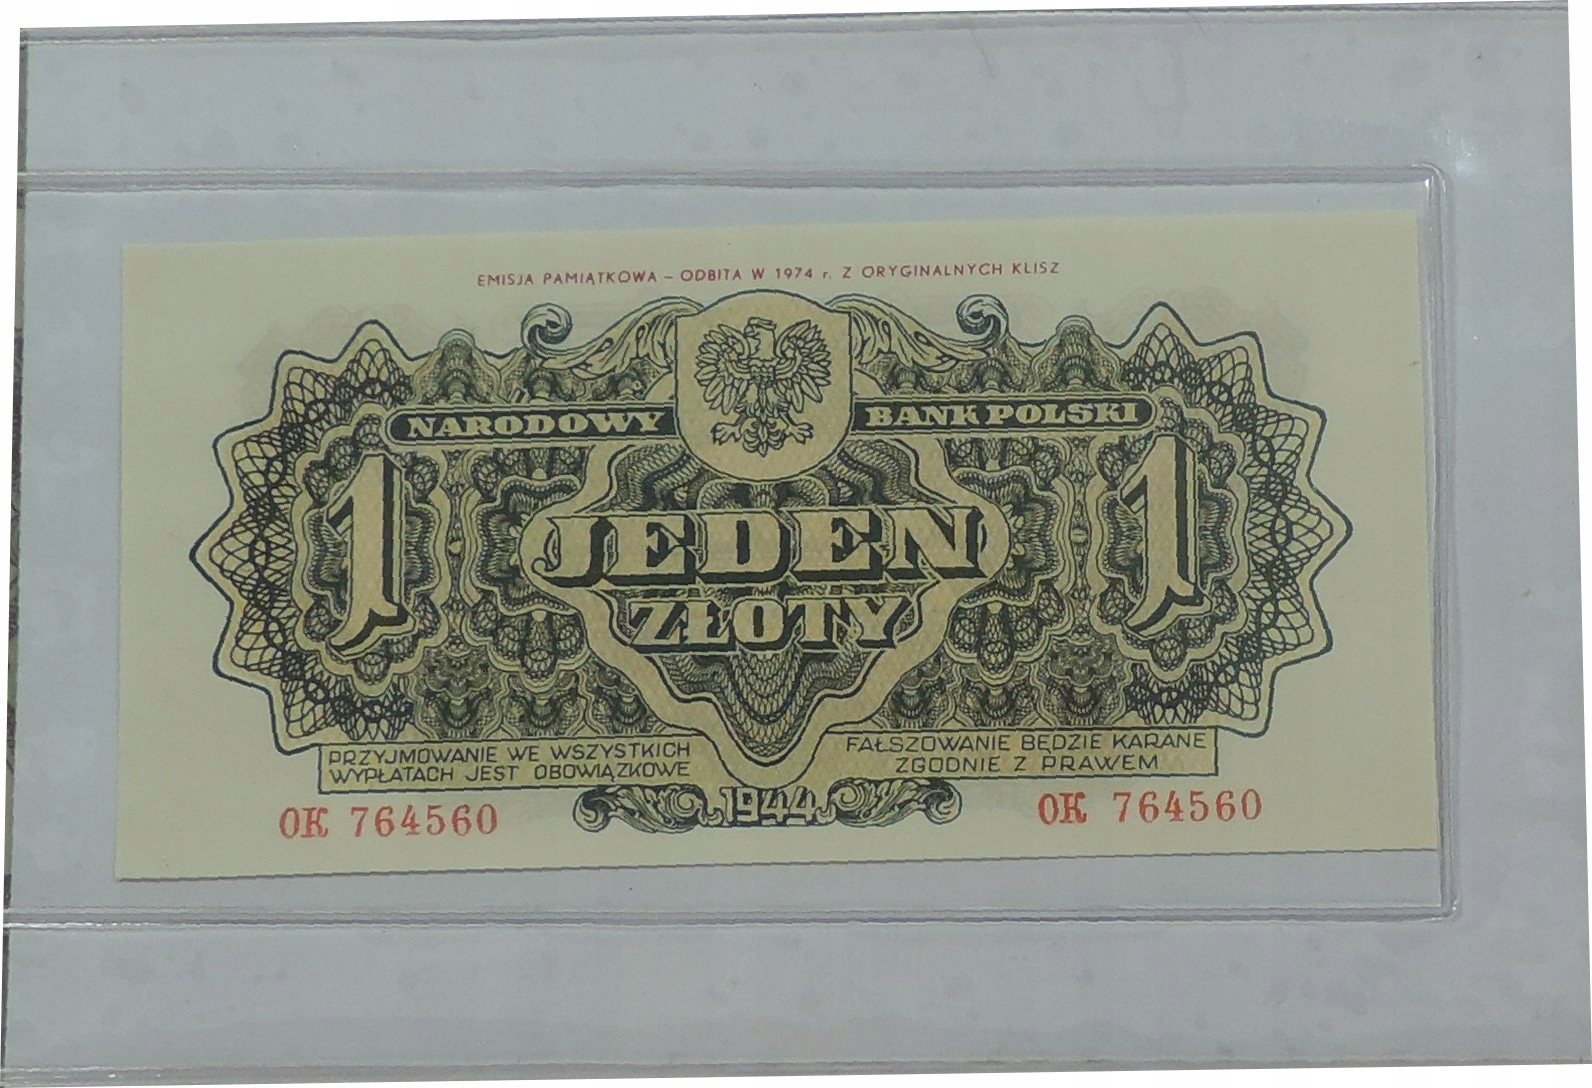 EMISJA PAMIĄTKOWA – ODBITA W 1974 r. Z ORYGINALNYCH KLISZ
NARODOWY BANK POLSKI
1 1
JEDEN
ZŁOTY
PRZYJMOWANIE WE WSZYSTKICH
WYPŁATACH JEST OBOWIĄZKOWE
FAŁSZOWANIE BĘDZIE KARANE
ZGODNIE Z PRAWEM
1944
OK 764560
OK 764560